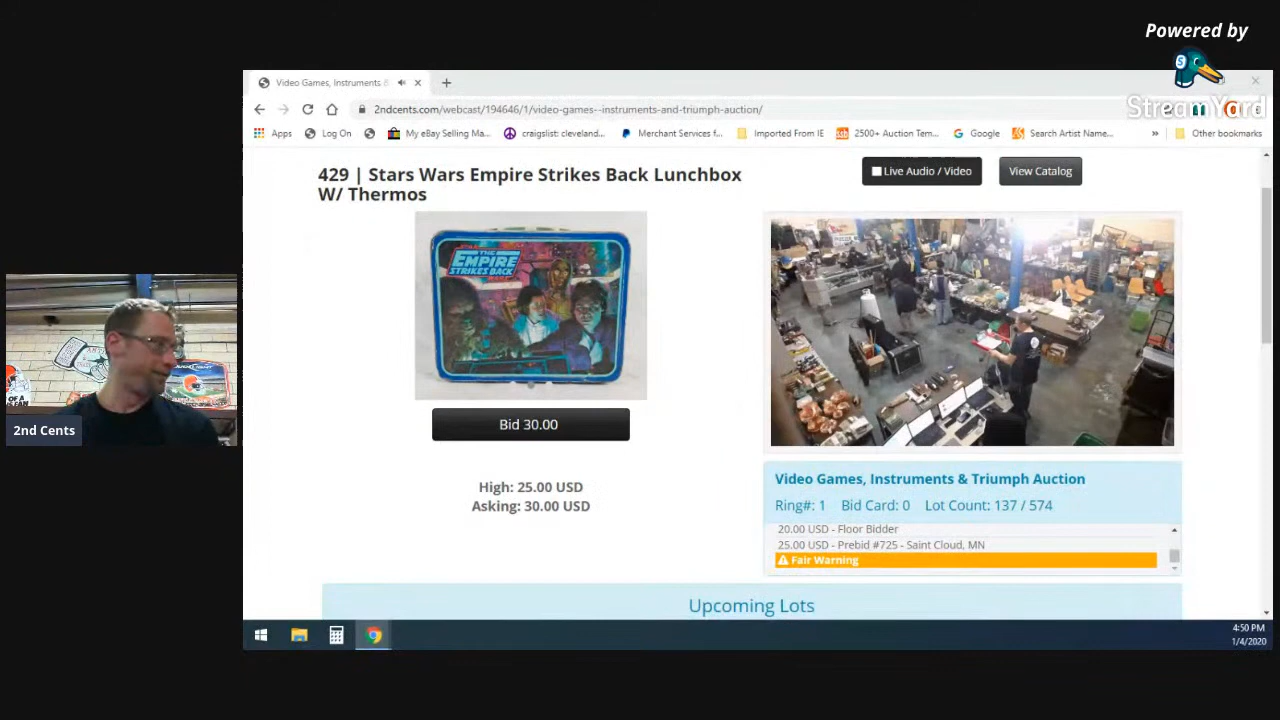 Powered by
StreamYard
Video Games, Instruments &
2ndcents.com/webcast/194646/1/video-games--instruments-and-triumph-auction/
Apps Log On My eBay Selling Ma... craigslist: cleveland... Merchant Services f... Imported From IE 2500+ Auction Tem... Google Search Artist Name... » Other bookmarks
429 | Stars Wars Empire Strikes Back Lunchbox
W/ Thermos
Live Audio / Video
View Catalog
STAR WARS
THE
EMPIRE
STRIKES BACK
Bid 30.00
High: 25.00 USD
Asking: 30.00 USD
Video Games, Instruments & Triumph Auction
Ring#: 1 Bid Card: 0 Lot Count: 137 / 574
20.00 USD - Floor Bidder
25.00 USD - Prebid #725 - Saint Cloud, MN
Fair Warning
Upcoming Lots
2nd Cents
4:50 PM
1/4/2020